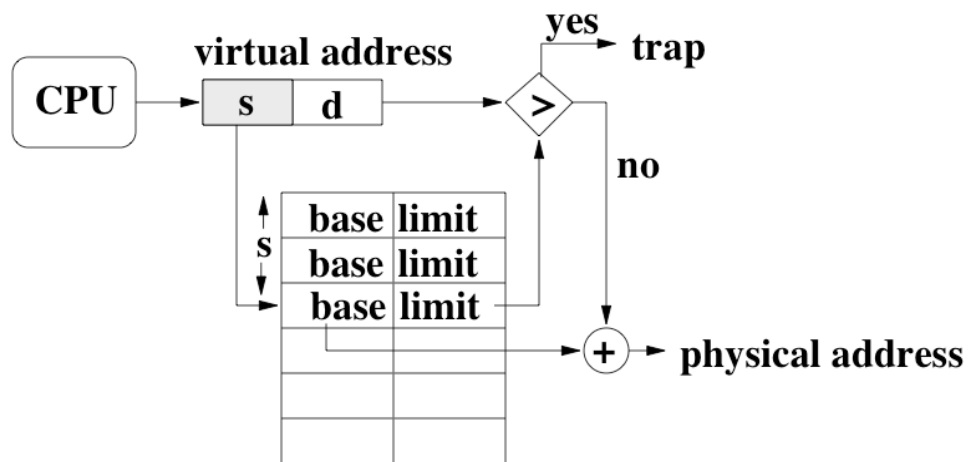 yes
trap
virtual address
CPU
s d
>
no
base limit
s
base limit
base limit
+
physical address